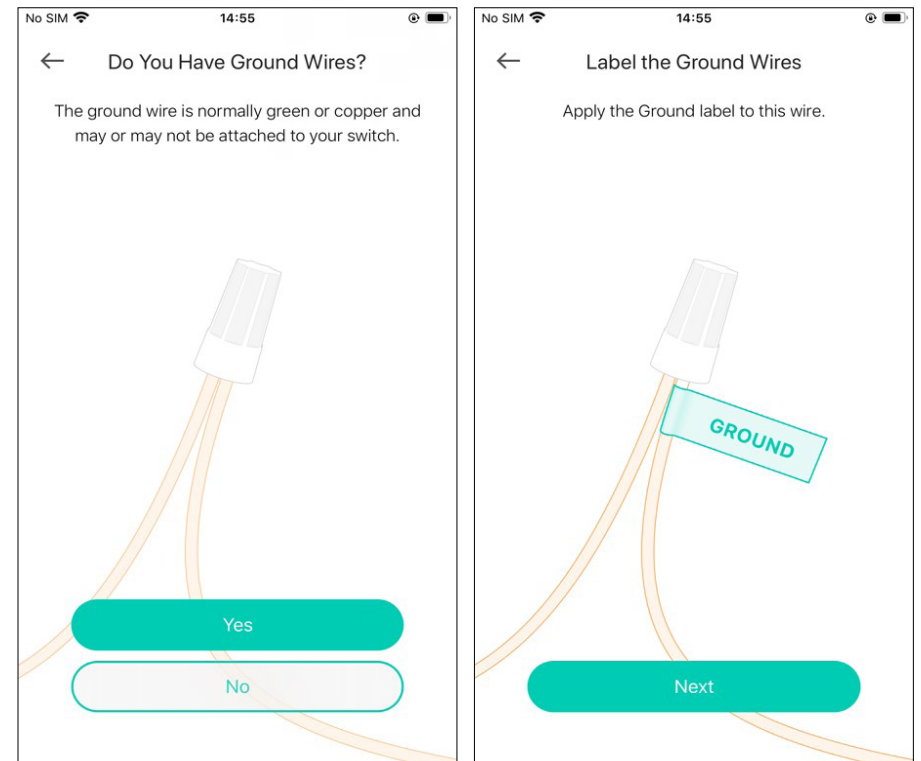 No SIM 14:55
Do You Have Ground Wires?
The ground wire is normally green or copper and
may or may not be attached to your switch.
Yes
No
No SIM 14:55
Label the Ground Wires
Apply the Ground label to this wire.
GROUND
Next